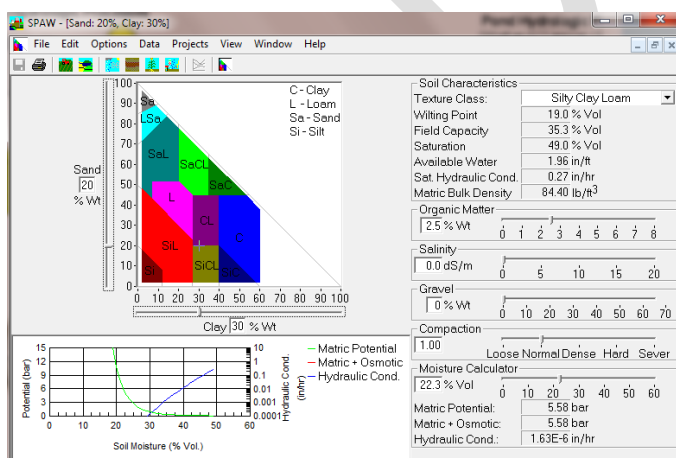 SPAW - [Sand: 20%, Clay: 30%]
File Edit Options Data Projects View Window Help
C - Clay
L - Loam
Sa - Sand
Si - Silt
100
90
80
70
60
50
40
30
20
10
0
Sand
20
% Wt
Sa
LSa
SaL
SaCL
SaC
L
CL
C
SiL
Si
SiCL
SiC
0 10 20 30 40 50 60 70 80 90 100
Clay 30 % Wt
Soil Characteristics
Texture Class: Silty Clay Loam
Wilting Point 19.0 % Vol
Field Capacity 35.3 % Vol
Saturation 49.0 % Vol
Available Water 1.96 in/ft
Sat. Hydraulic Cond. 0.27 in/hr
Matric Bulk Density 84.40 lb/ft3
Organic Matter
2.5 % Wt
0 1 2 3 4 5 6 7 8
Salinity
0.0 dS/m
0 5 10 15 20
Gravel
0 % Wt
0 10 20 30 40 50 60 70
Compaction
1.00
Loose Normal Dense Hard Sever
Moisture Calculator
22.3 % Vol
0 10 20 30 40 50 60
Matric Potential: 5.58 bar
Matric + Osmotic: 5.58 bar
Hydraulic Cond.: 1.63E-6 in/hr
Potential (bar)
15
12
9
6
3
0
0 10 20 30 40 50 60
Soil Moisture (% Vol.)
10
1
0.1
0.01
0.001
0.0001
Hydraulic Cond.
(in/hr)
Matric Potential
Matric + Osmotic
Hydraulic Cond.